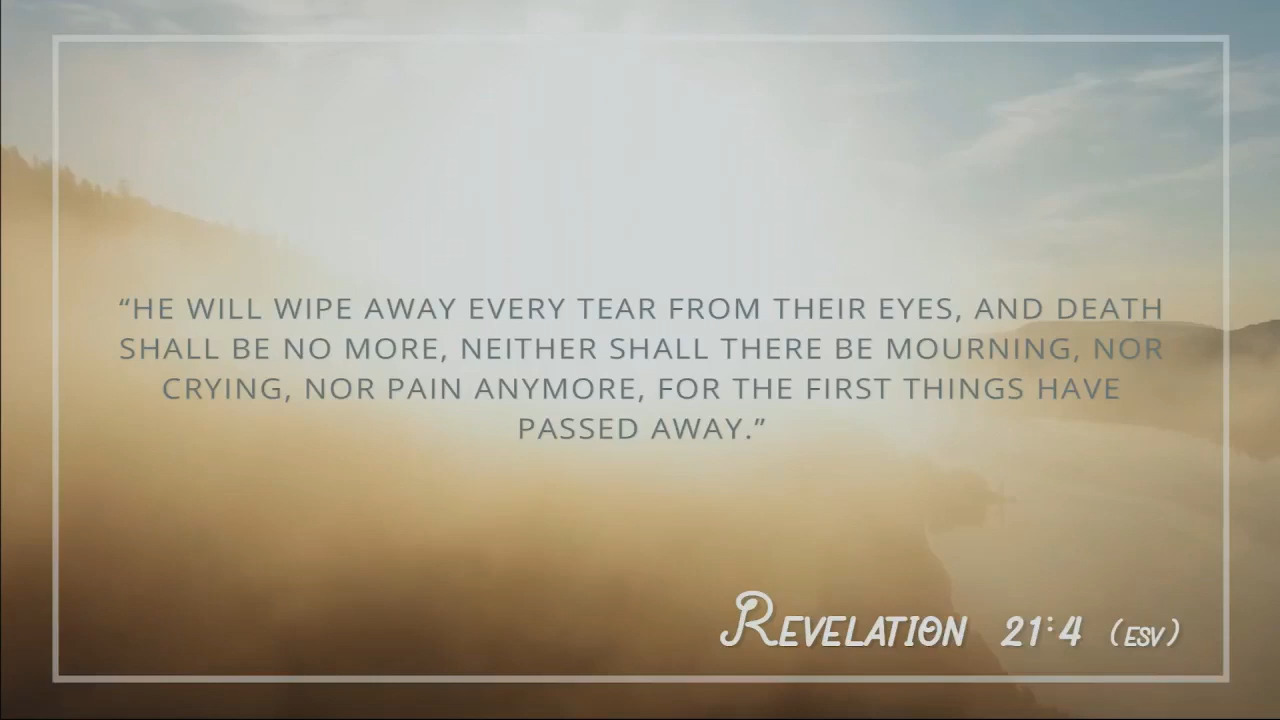 “HE WILL WIPE AWAY EVERY TEAR FROM THEIR EYES, AND DEATH
SHALL BE NO MORE, NEITHER SHALL THERE BE MOURNING, NOR
CRYING, NOR PAIN ANYMORE, FOR THE FIRST THINGS HAVE
PASSED AWAY.”
REVELATION 21:4 (ESV)